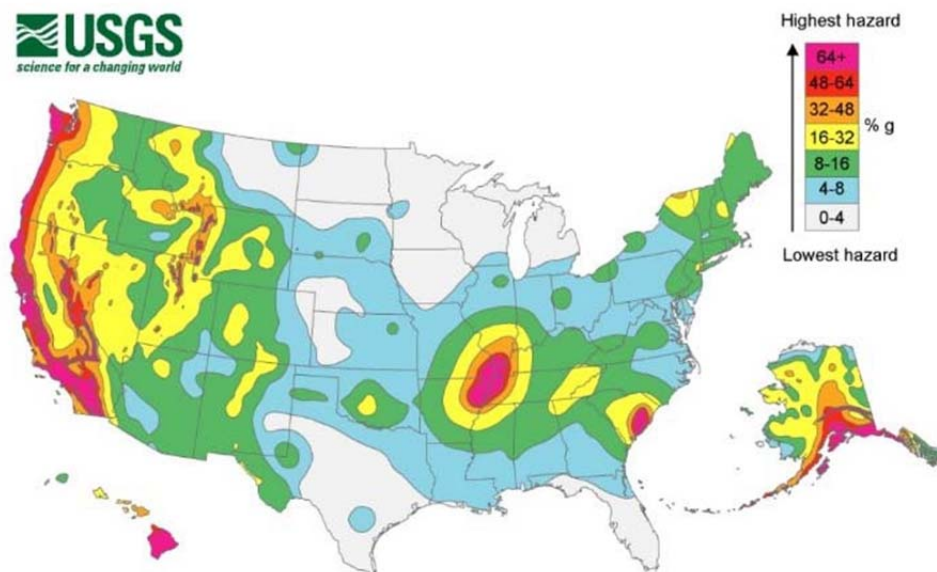 USGS
science for a changing world
Highest hazard
64+
48-64
32-48
16-32
8-16
4-8
0-4
% g
Lowest hazard